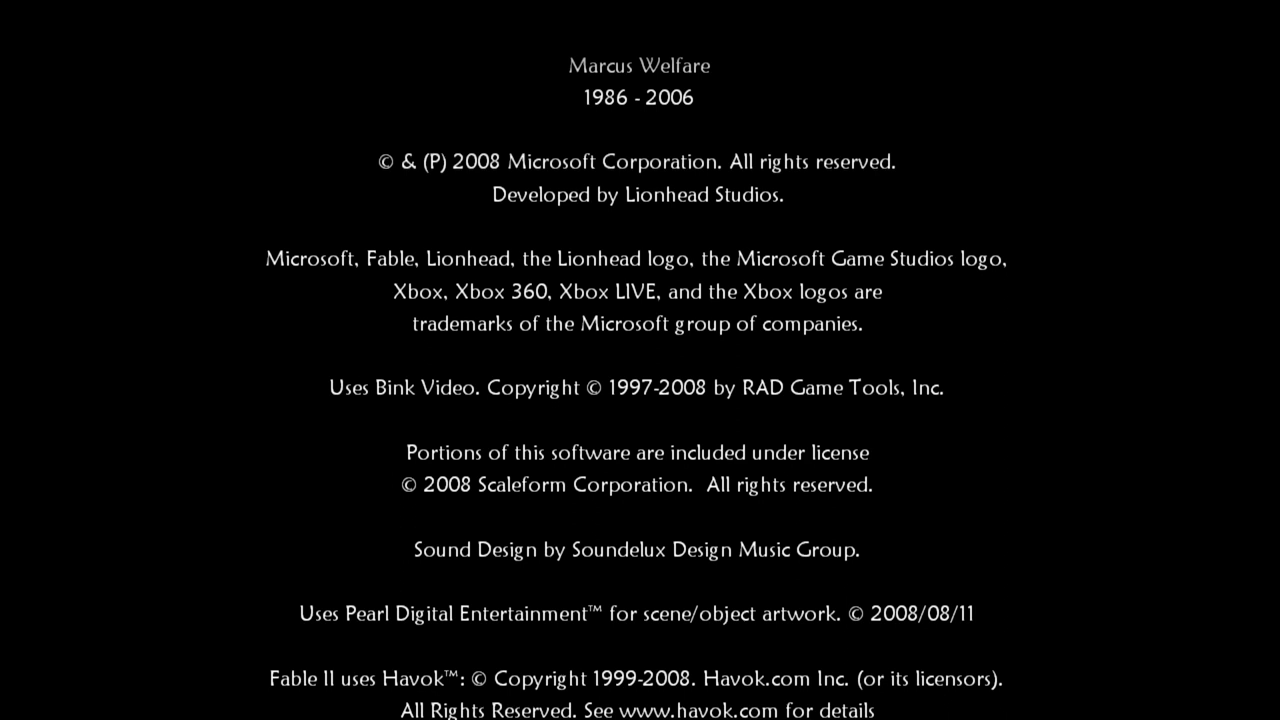 Marcus Welfare
1986 - 2006
© & (P) 2008 Microsoft Corporation. All rights reserved.
Developed by Lionhead Studios.
Microsoft, Fable, Lionhead, the Lionhead logo, the Microsoft Game Studios logo,
Xbox, Xbox 360, Xbox LIVE, and the Xbox logos are
trademarks of the Microsoft group of companies.
Uses Bink Video. Copyright © 1997-2008 by RAD Game Tools, Inc.
Portions of this software are included under license
© 2008 Scaleform Corporation.  All rights reserved.
Sound Design by Soundelux Design Music Group.
Uses Pearl Digital Entertainment™ for scene/object artwork. © 2008/08/11
Fable II uses Havok™: © Copyright 1999-2008. Havok.com Inc. (or its licensors).
All Rights Reserved. See www.havok.com for details